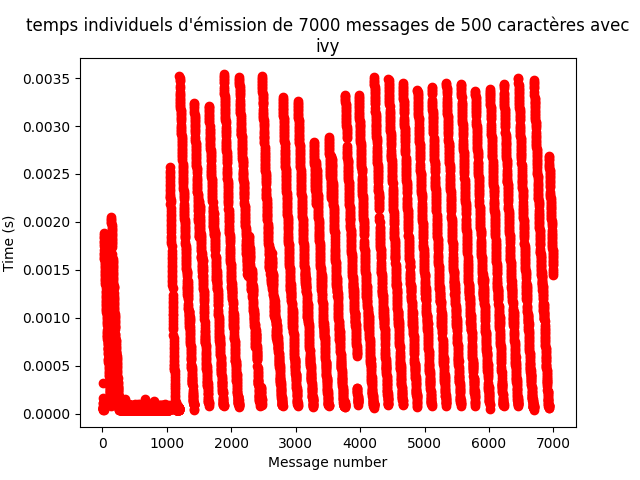 temps individuels d'émission de 7000 messages de 500 caractères avec
ivy
0.0035
0.0030
0.0025
0.0020
0.0015
0.0010
0.0005
0.0000
Time (s)
0 1000 2000 3000 4000 5000 6000 7000
Message number